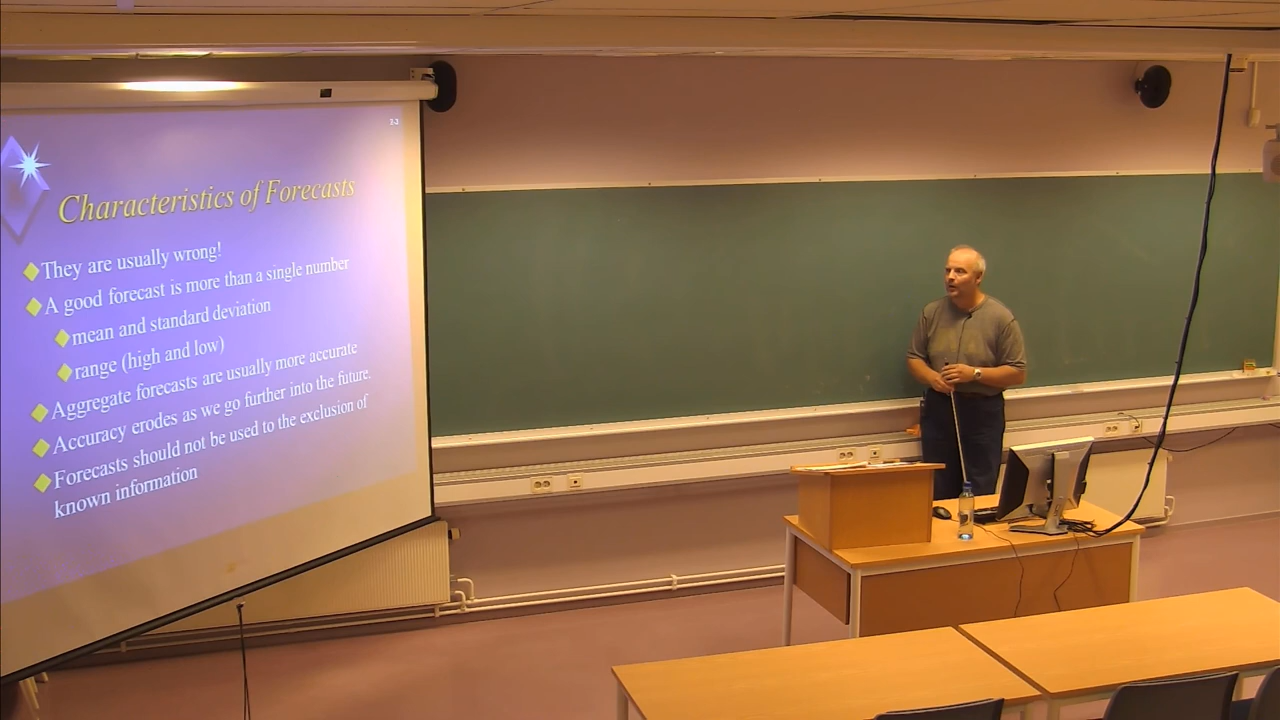 2-3
Characteristics of Forecasts
They are usually wrong!
A good forecast is more than a single number
mean and standard deviation
range (high and low)
Aggregate forecasts are usually more accurate
Accuracy erodes as we go further into the future.
Forecasts should not be used to the exclusion of
known information